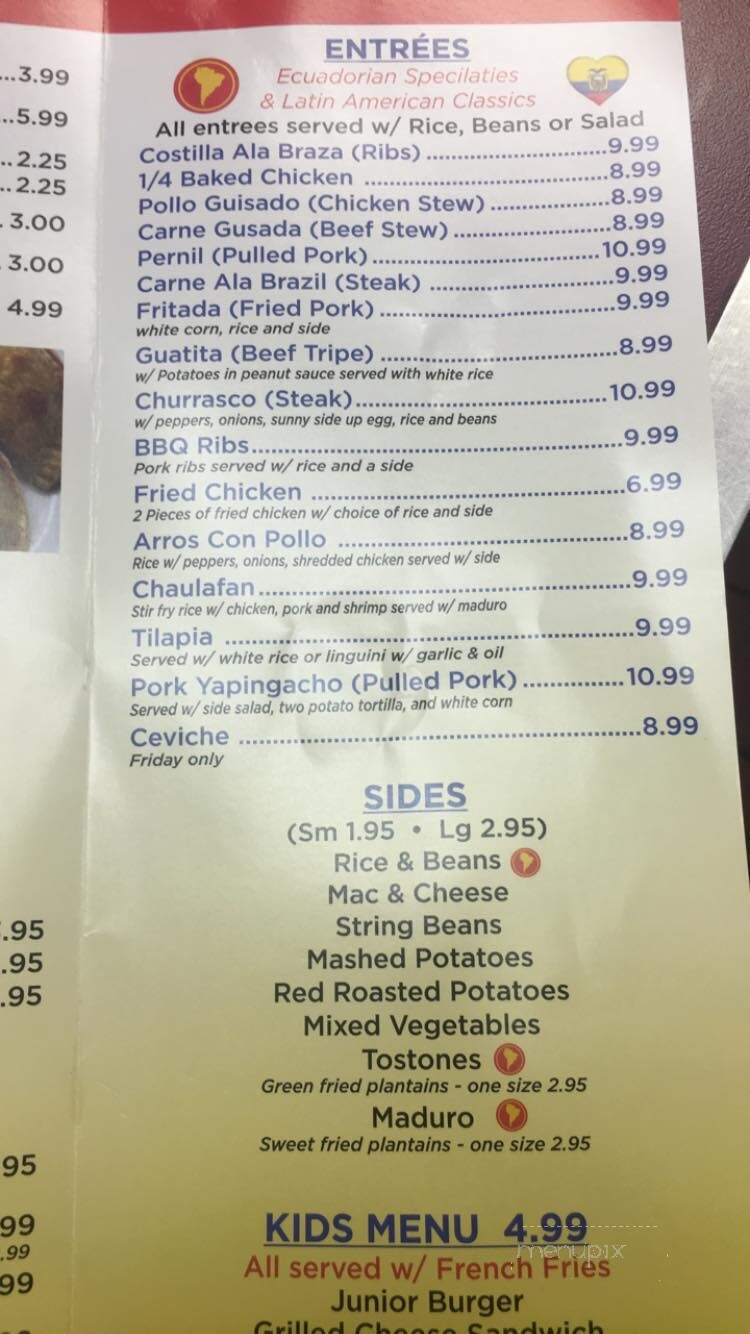 ...3.99
...5.99
...2.25
...2.25
3.00
3.00
4.99
.95
.95
.95
95
99
.99
99
ENTRÉES
Ecuadorian Specilaties
& Latin American Classics
All entrees served w/ Rice, Beans or Salad
Costilla Ala Braza (Ribs) ..........................9.99
1/4 Baked Chicken ...................................8.99
Pollo Guisado (Chicken Stew) .................8.99
Carne Gusada (Beef Stew) ......................8.99
Pernil (Pulled Pork) ................................10.99
Carne Ala Brazil (Steak) ..........................9.99
Fritada (Fried Pork) .................................9.99
white corn, rice and side
Guatita (Beef Tripe) .................................8.99
w/ Potatoes in peanut sauce served with white rice
Churrasco (Steak)...................................10.99
w/ peppers, onions, sunny side up egg, rice and beans
BBQ Ribs....................................................9.99
Pork ribs served w/ rice and a side
Fried Chicken ............................................6.99
2 Pieces of fried chicken w/ choice of rice and side
Arros Con Pollo .........................................8.99
Rice w/ peppers, onions, shredded chicken served w/ side
Chaulafan....................................................9.99
Stir fry rice w/ chicken, pork and shrimp served w/ maduro
Tilapia .........................................................9.99
Served w/ white rice or linguini w/ garlic & oil
Pork Yapingacho (Pulled Pork) ..............10.99
Served w/ side salad, two potato tortilla, and white corn
Ceviche ........................................................8.99
Friday only
SIDES
(Sm 1.95 • Lg 2.95)
Rice & Beans
Mac & Cheese
String Beans
Mashed Potatoes
Red Roasted Potatoes
Mixed Vegetables
Tostones
Green fried plantains - one size 2.95
Maduro
Sweet fried plantains - one size 2.95
KIDS MENU 4.99
menupix
All served w/ French Fries
Junior Burger
Grilled Cheese Sandwich